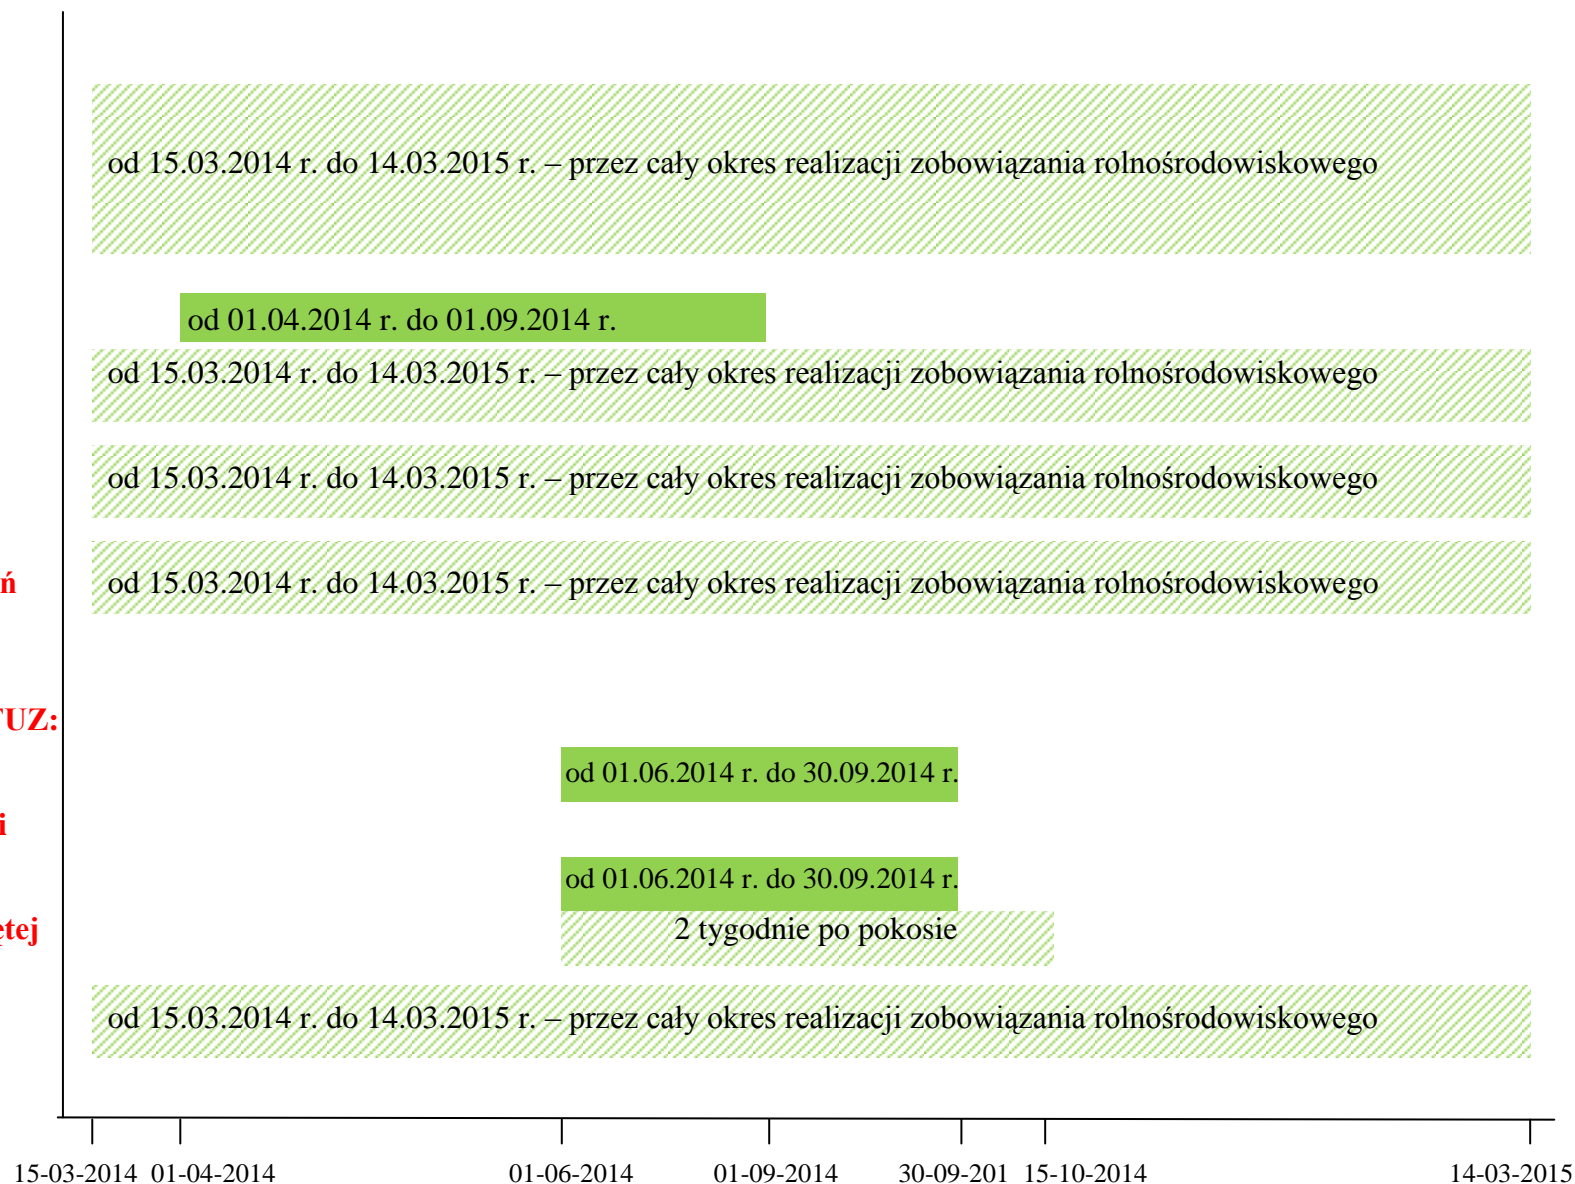 od 15.03.2014 r. do 14.03.2015 r. – przez cały okres realizacji zobowiązania rolnośrodowiskowego
od 01.04.2014 r. do 01.09.2014 r.
od 15.03.2014 r. do 14.03.2015 r. – przez cały okres realizacji zobowiązania rolnośrodowiskowego
od 15.03.2014 r. do 14.03.2015 r. – przez cały okres realizacji zobowiązania rolnośrodowiskowego
ń od 15.03.2014 r. do 14.03.2015 r. – przez cały okres realizacji zobowiązania rolnośrodowiskowego
TUZ:
od 01.06.2014 r. do 30.09.2014 r.
i
od 01.06.2014 r. do 30.09.2014 r.
ętej 2 tygodnie po pokosie
od 15.03.2014 r. do 14.03.2015 r. – przez cały okres realizacji zobowiązania rolnośrodowiskowego
15-03-2014 01-04-2014 01-06-2014 01-09-2014 30-09-201 15-10-2014 14-03-2015